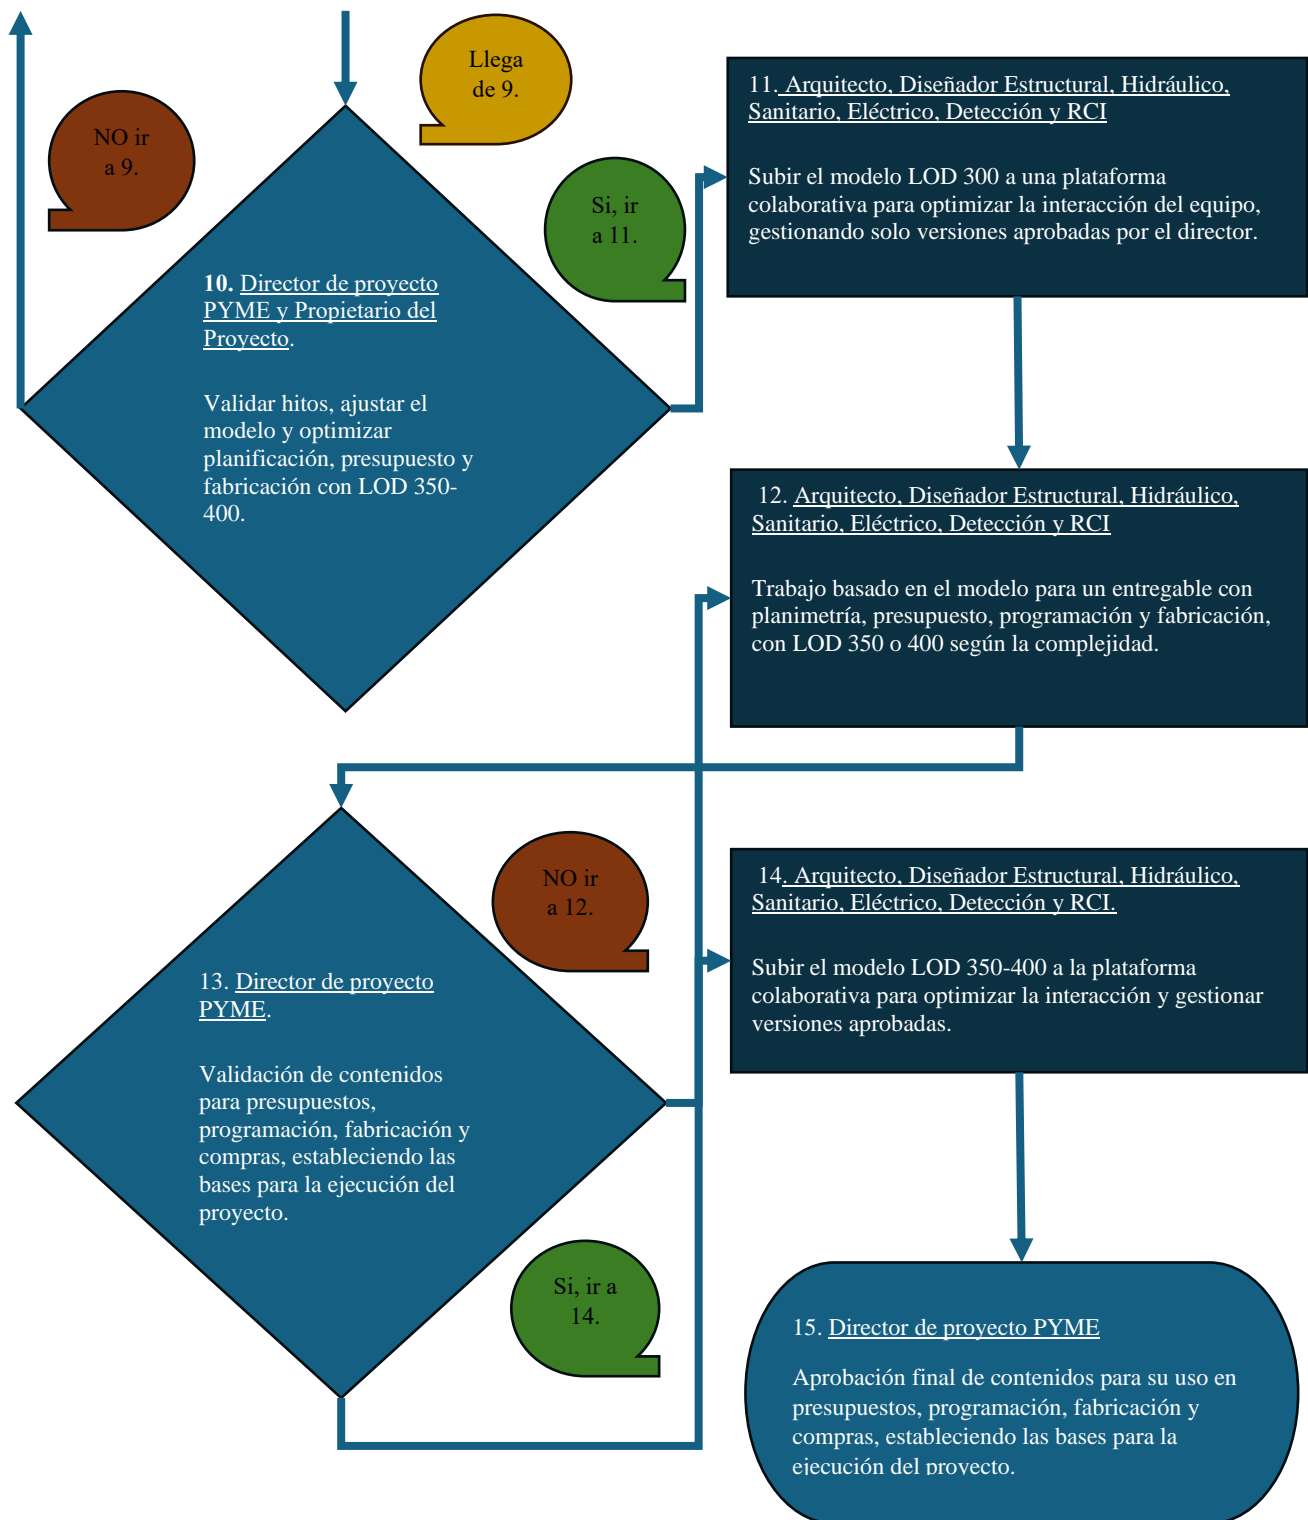 Llega
de 9.
NO ir
a 9.
Si, ir
a 11.
10. Director de proyecto
PYME y Propietario del
Proyecto.
Validar hitos, ajustar el
modelo y optimizar
planificación, presupuesto y
fabricación con LOD 350-
400.
11. Arquitecto, Diseñador Estructural, Hidráulico,
Sanitario, Eléctrico, Detección y RCI
Subir el modelo LOD 300 a una plataforma
colaborativa para optimizar la interacción del equipo,
gestionando solo versiones aprobadas por el director.
12. Arquitecto, Diseñador Estructural, Hidráulico,
Sanitario, Eléctrico, Detección y RCI
Trabajo basado en el modelo para un entregable con
planimetría, presupuesto, programación y fabricación,
con LOD 350 o 400 según la complejidad.
NO ir
a 12.
13. Director de proyecto
PYME.
Validación de contenidos
para presupuestos,
programación, fabricación y
compras, estableciendo las
bases para la ejecución del
proyecto.
Si, ir a
14.
14. Arquitecto, Diseñador Estructural, Hidráulico,
Sanitario, Eléctrico, Detección y RCI.
Subir el modelo LOD 350-400 a la plataforma
colaborativa para optimizar la interacción y gestionar
versiones aprobadas.
15. Director de proyecto PYME
Aprobación final de contenidos para su uso en
presupuestos, programación, fabricación y
compras, estableciendo las bases para la
ejecución del proyecto.